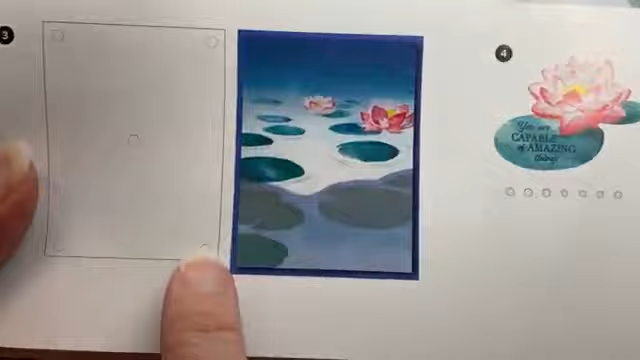 3
4
You are
CAPABLE
of AMAZING
things